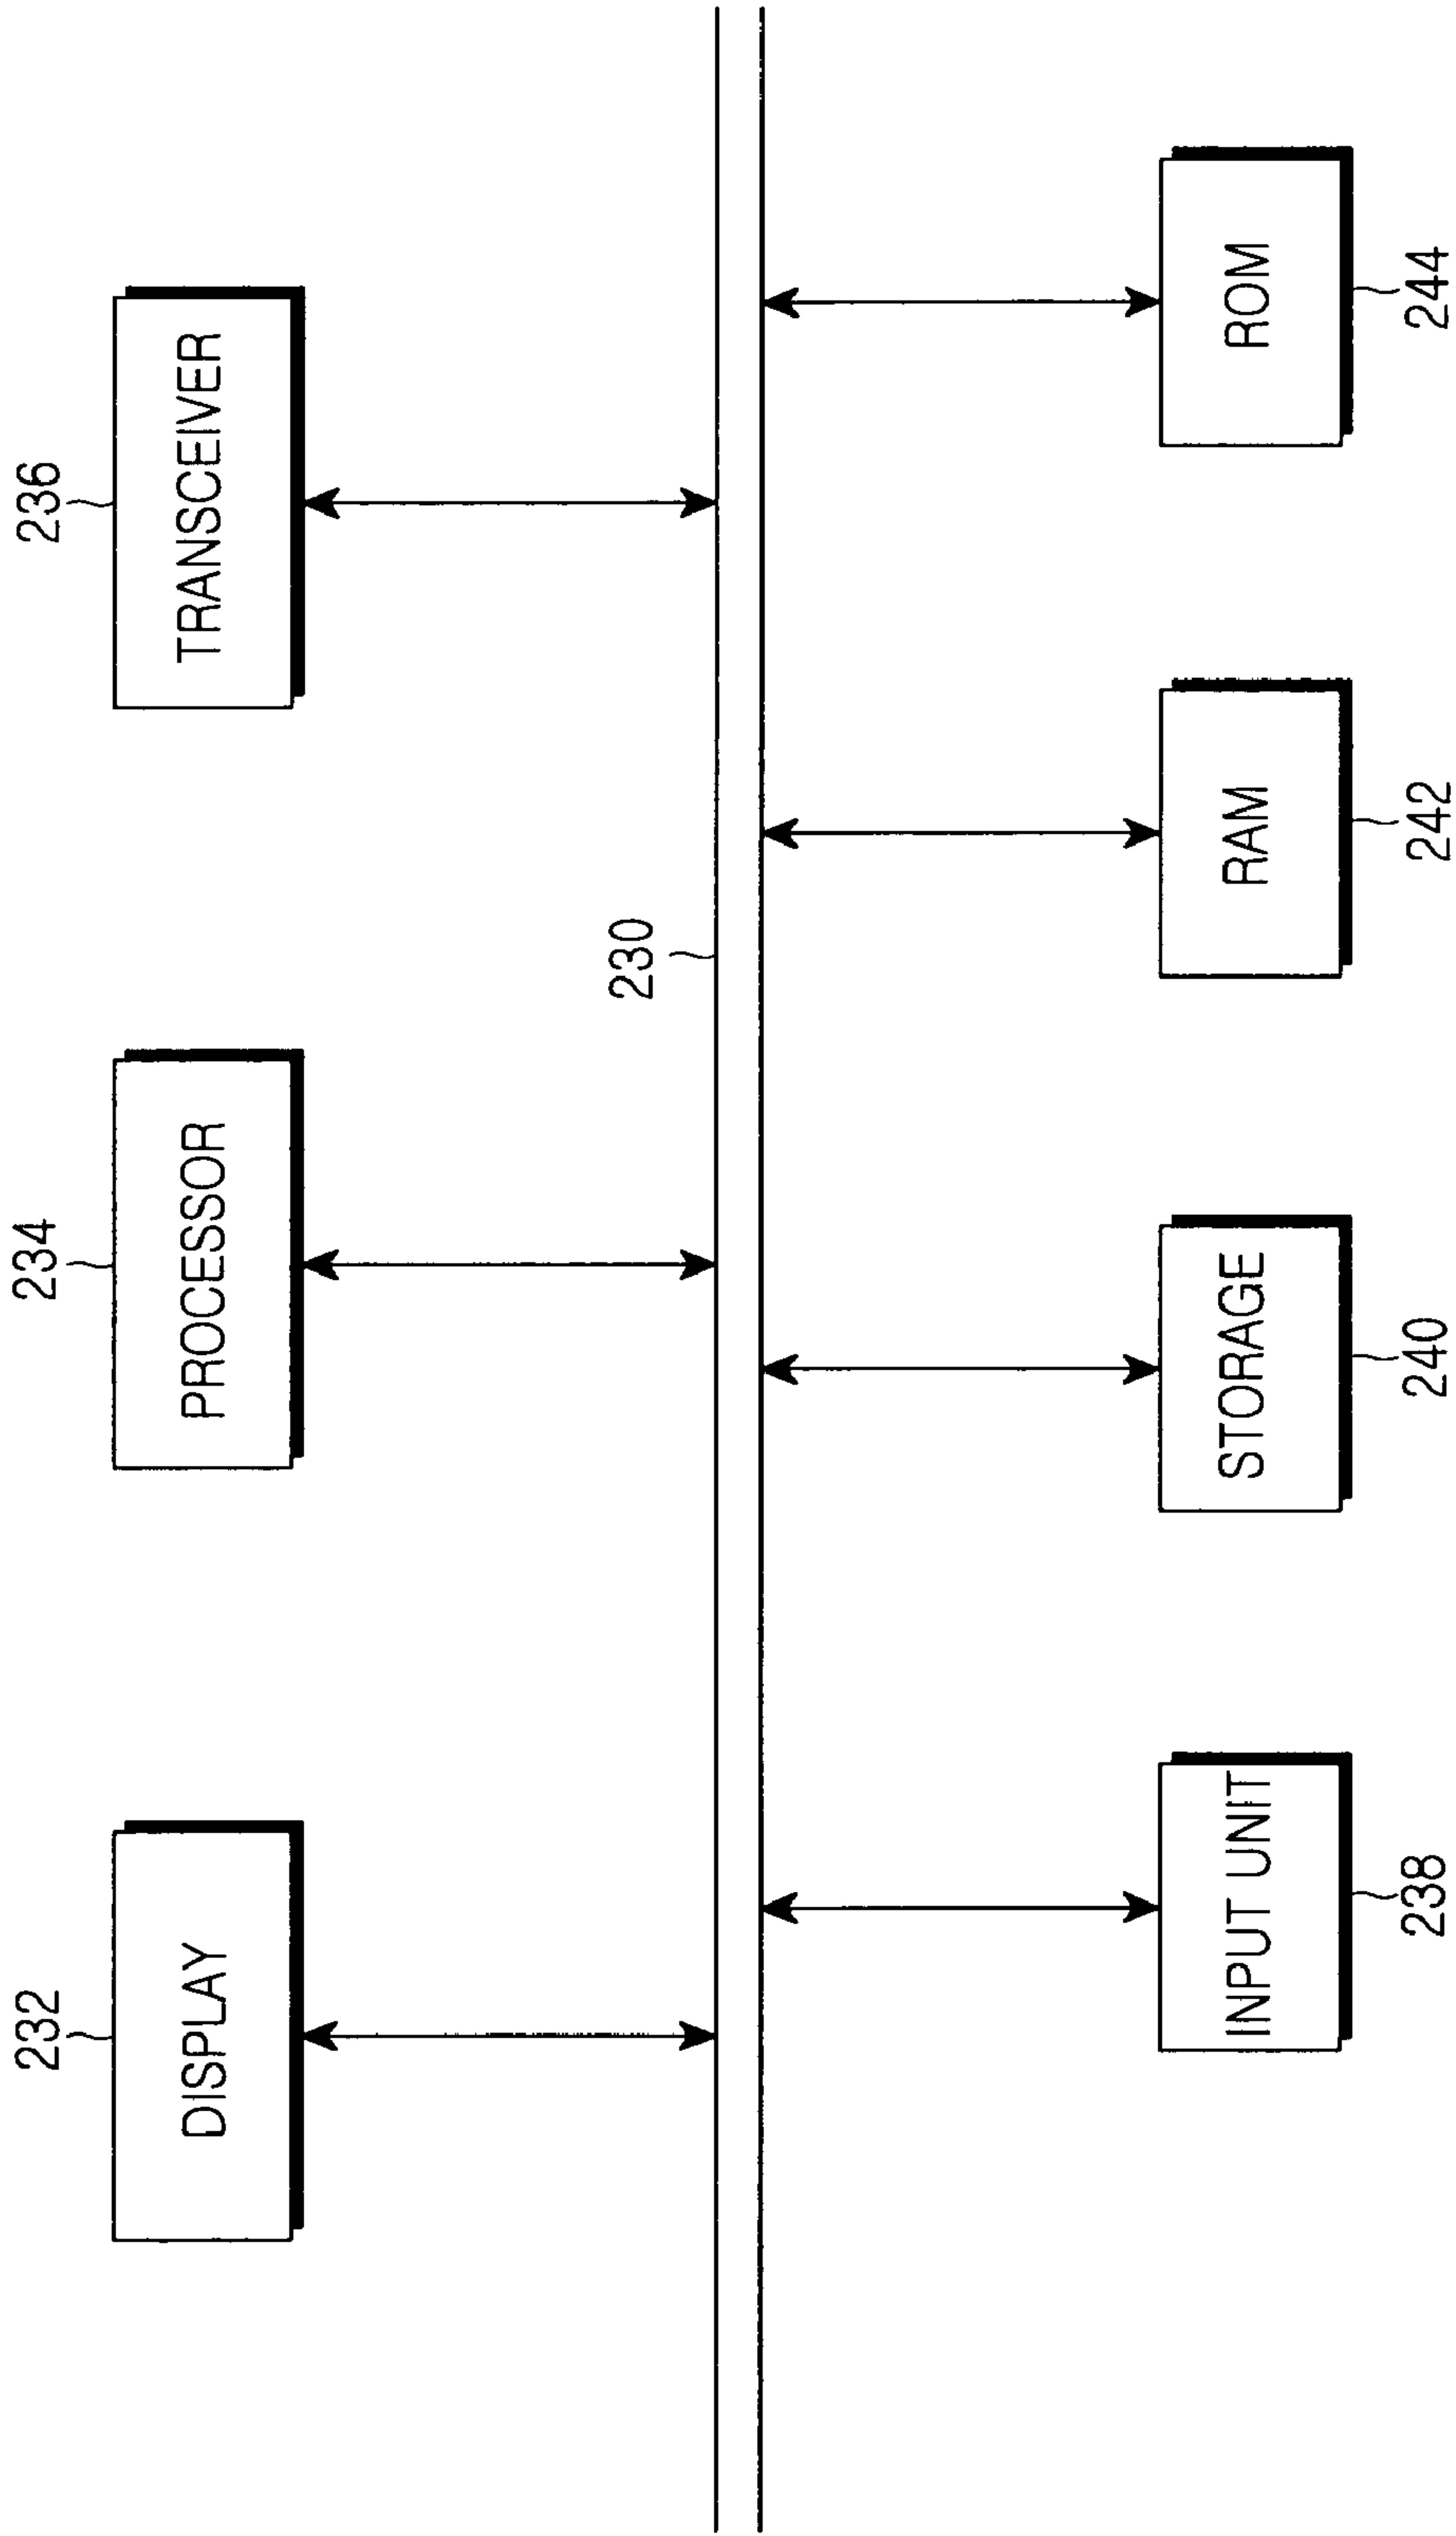 232
234
236
DISPLAY
PROCESSOR
TRANSCEIVER
230
INPUT UNIT
STORAGE
RAM
ROM
238
240
242
244